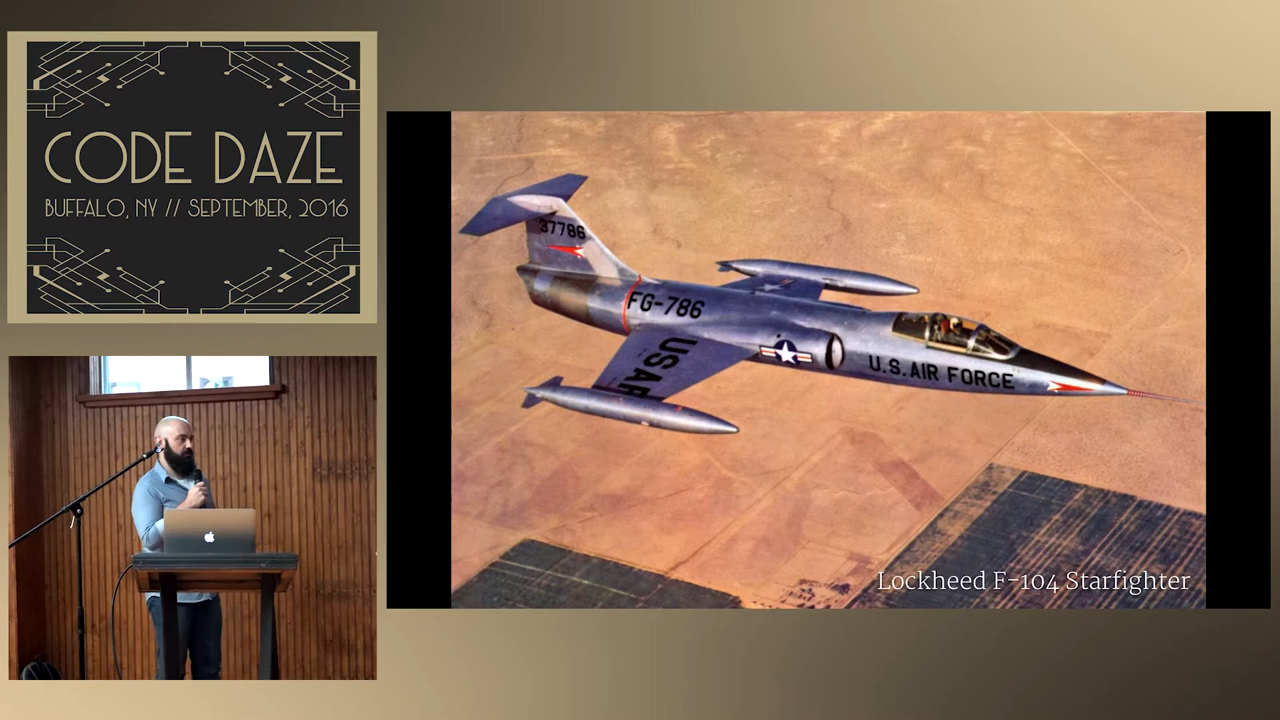 CODE DAZE
BUFFALO, NY // SEPTEMBER, 2016
37786
FG-786
USAF
U.S. AIR FORCE
Lockheed F-104 Starfighter